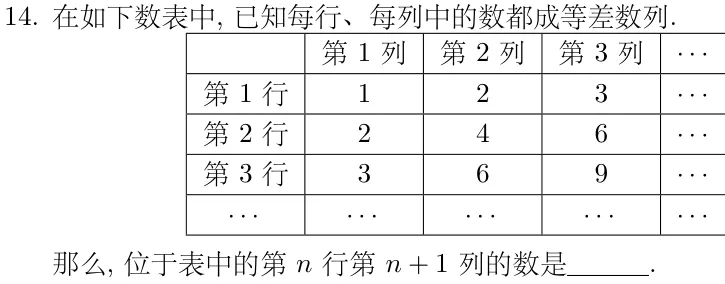 14. 在如下数表中, 已知每行、每列中的数都成等差数列.
第 1 列 第 2 列 第 3 列 ···
第 1 行 1 2 3 ···
第 2 行 2 4 6 ···
第 3 行 3 6 9 ···
··· ··· ··· ··· ···
那么, 位于表中的第 n 行第 n + 1 列的数是______.